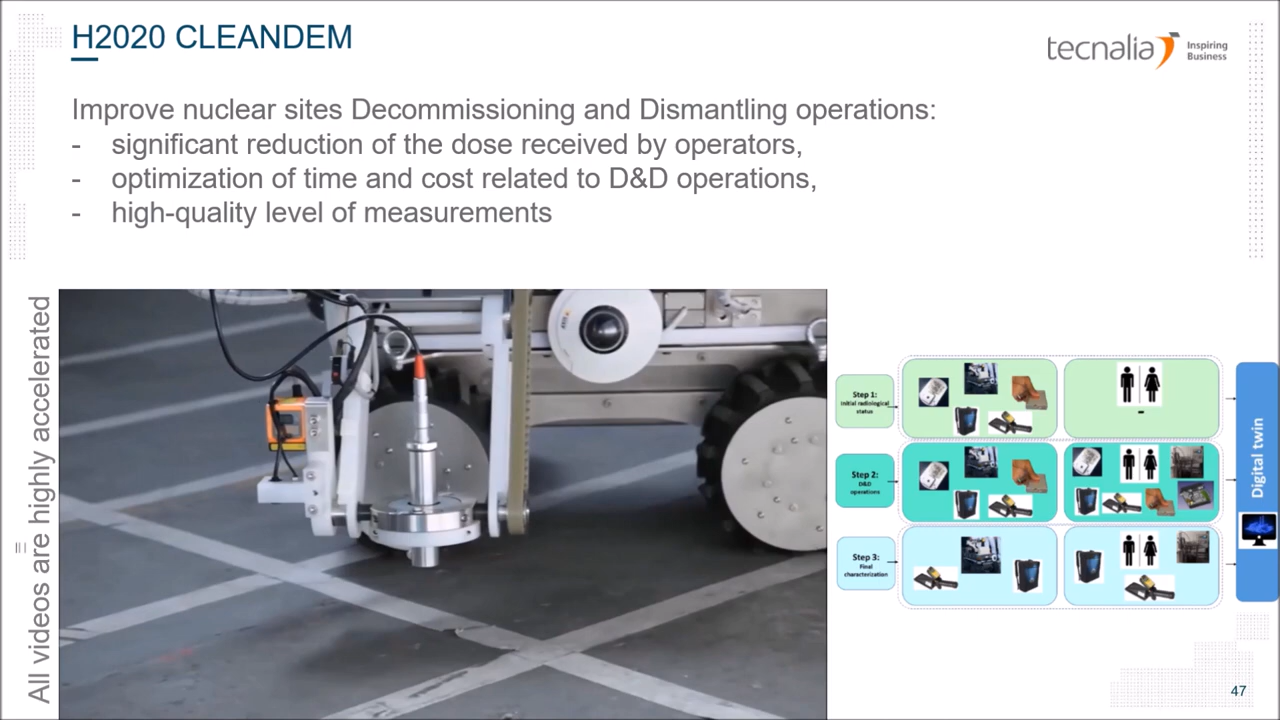 H2020 CLEANDEM
tecnalia Inspiring
Business
Improve nuclear sites Decommissioning and Dismantling operations:
- significant reduction of the dose received by operators,
- optimization of time and cost related to D&D operations,
- high-quality level of measurements
All videos are highly accelerated
Step 1:
Initial radiological
status
-
Step 2:
D&D
operations
Step 3:
Final
characterization
Digital twin
47